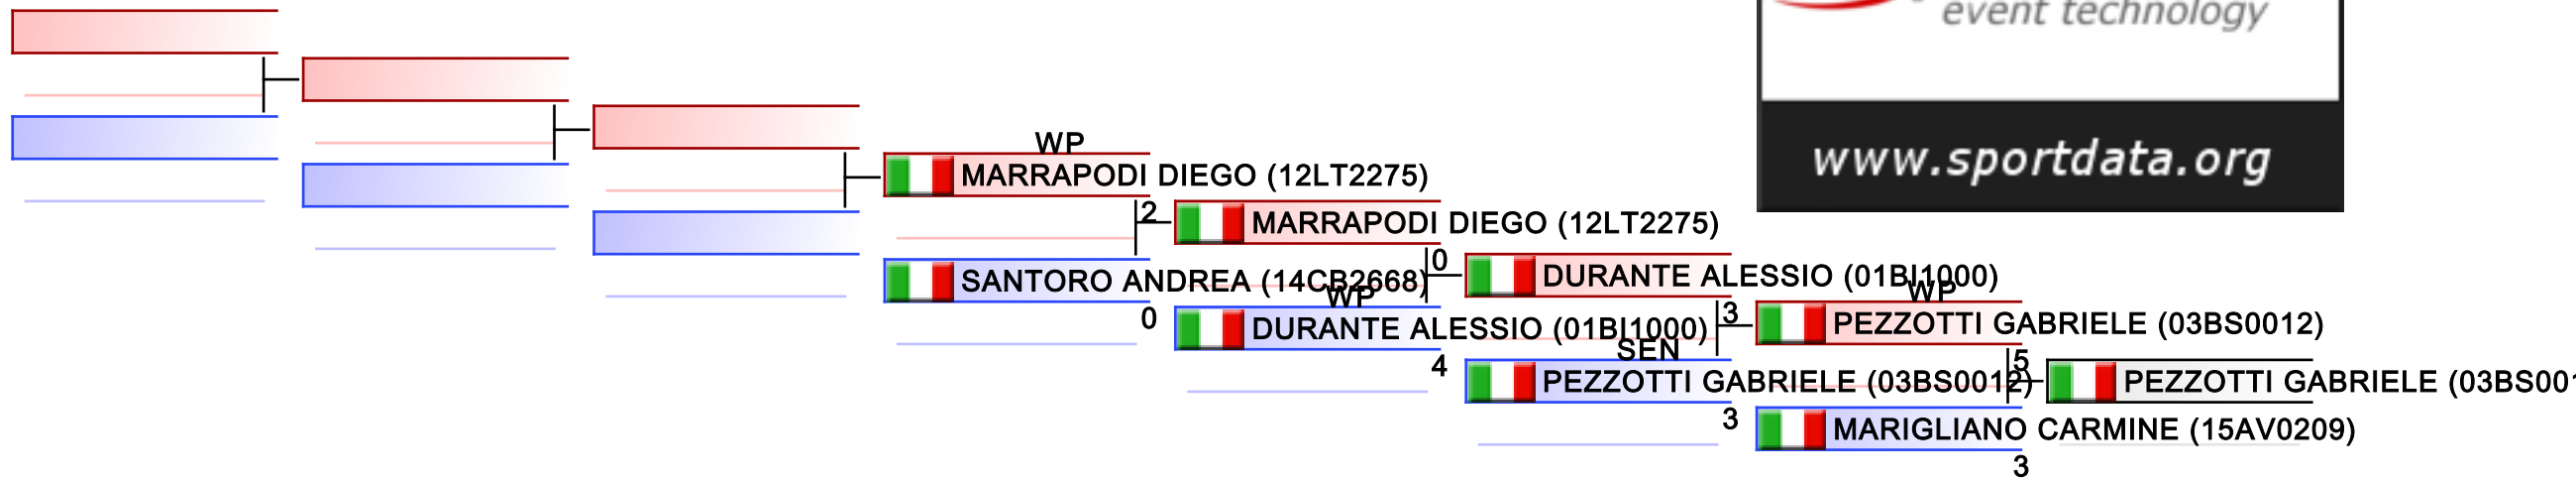 event technology
www.sportdata.org
WP
MARRAPODI DIEGO (12LT2275)
2
MARRAPODI DIEGO (12LT2275)
SANTORO ANDREA (14CB2668)
0
0
WP
DURANTE ALESSIO (01BI1000)
4
DURANTE ALESSIO (01BI1000)
3
SEN
PEZZOTTI GABRIELE (03BS0012)
3
WP
PEZZOTTI GABRIELE (03BS0012)
5
MARIGLIANO CARMINE (15AV0209)
3
PEZZOTTI GABRIELE (03BS001